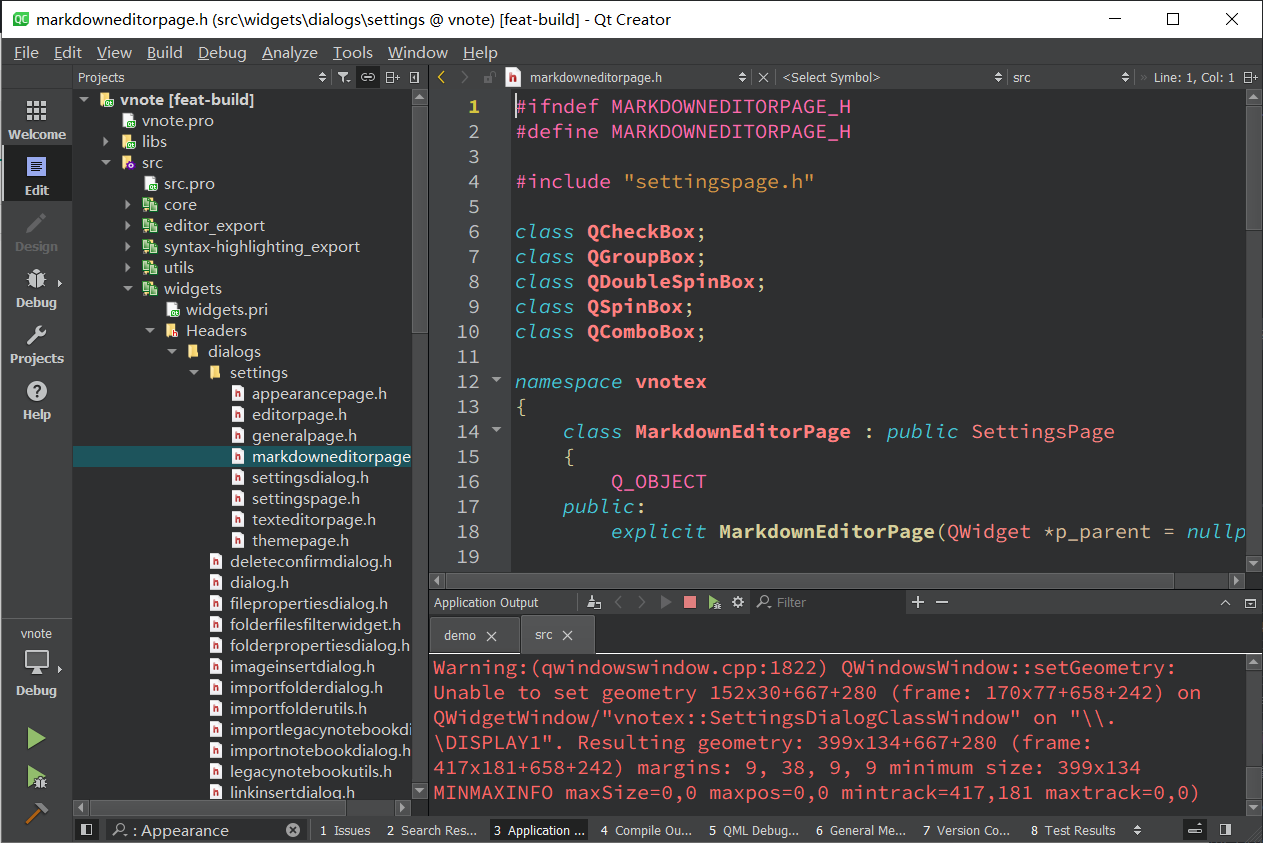 QC markdowneditorpage.h (src\widgets\dialogs\settings @ vnote) [feat-build] - Qt Creator
File Edit View Build Debug Analyze Tools Window Help
Projects
markdowneditorpage.h
<Select Symbol>
src
Line: 1, Col: 1
Welcome
Edit
Design
Debug
Projects
Help
vnote
Debug
vnote [feat-build]
vnote.pro
libs
src
src.pro
core
editor_export
syntax-highlighting_export
utils
widgets
widgets.pri
Headers
dialogs
settings
appearancepage.h
editorpage.h
generalpage.h
markdowneditorpage
settingsdialog.h
settingspage.h
texteditorpage.h
themepage.h
deleteconfirmdialog.h
dialog.h
filepropertiesdialog.h
folderfilesfilterwidget.h
folderpropertiesdialog.h
imageinsertdialog.h
importfolderdialog.h
importfolderutils.h
importlegacynotebookdi
importnotebookdialog.h
legacynotebookutils.h
linkinsertdialog.h
1 #ifndef MARKDOWNEDITORPAGE_H
2 #define MARKDOWNEDITORPAGE_H
3
4 #include "settingspage.h"
5
6 class QCheckBox;
7 class QGroupBox;
8 class QDoubleSpinBox;
9 class QSpinBox;
10 class QComboBox;
11
12 namespace vnotex
13 {
14 class MarkdownEditorPage : public SettingsPage
15 {
16 Q_OBJECT
17 public:
18 explicit MarkdownEditorPage(QWidget *p_parent = nullp
19
Application Output
Filter
demo
src
Warning:(qwindowswindow.cpp:1822) QWindowsWindow::setGeometry:
Unable to set geometry 152x30+667+280 (frame: 170x77+658+242) on
QWidgetWindow/"vnotex::SettingsDialogClassWindow" on "\\.
\DISPLAY1". Resulting geometry: 399x134+667+280 (frame:
417x181+658+242) margins: 9, 38, 9, 9 minimum size: 399x134
MINMAXINFO maxSize=0,0 maxpos=0,0 mintrack=417,181 maxtrack=0,0)
: Appearance
1 Issues
2 Search Res...
3 Application ...
4 Compile Ou...
5 QML Debug...
6 General Me...
7 Version Co...
8 Test Results